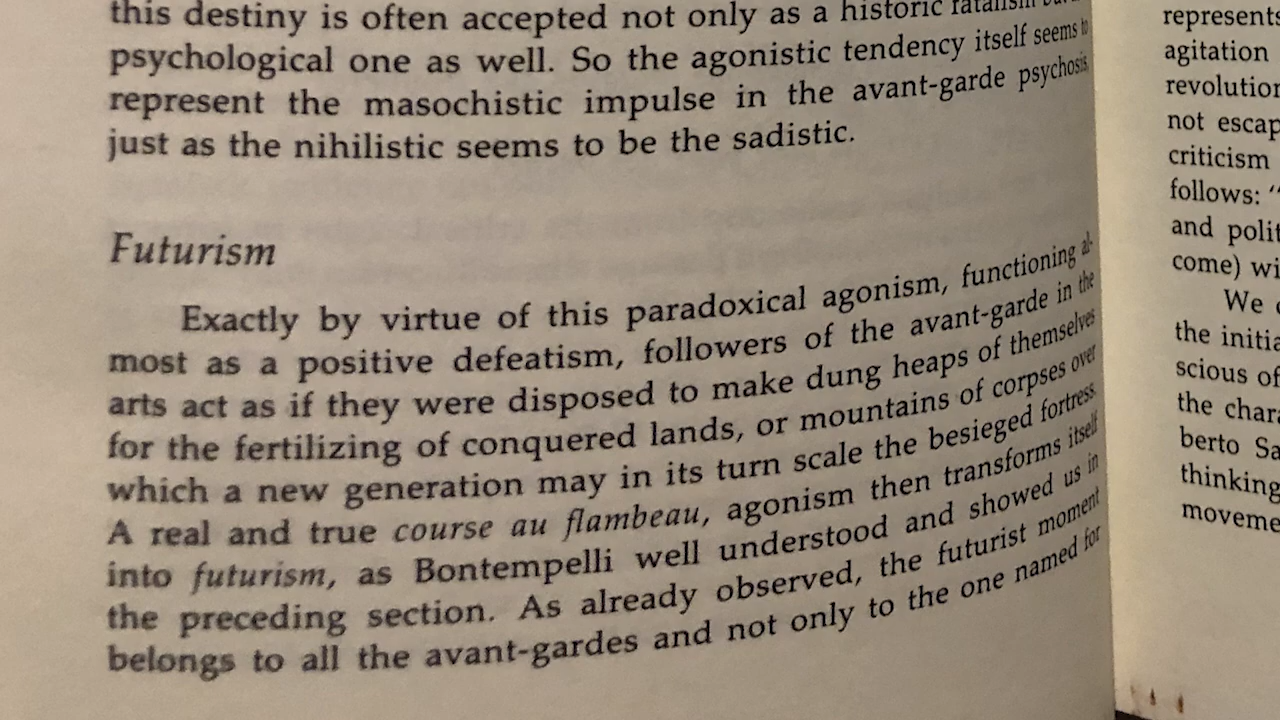 this destiny is often accepted not only as a historic fatalism
psychological one as well. So the agonistic tendency itself seems to
represent the masochistic impulse in the avant-garde psychosis,
just as the nihilistic seems to be the sadistic.
Futurism
Exactly by virtue of this paradoxical agonism, functioning al-
most as a positive defeatism, followers of the avant-garde in the
arts act as if they were disposed to make dung heaps of themselves
for the fertilizing of conquered lands, or mountains of corpses over
which a new generation may in its turn scale the besieged fortress.
A real and true course au flambeau, agonism then transforms itself
into futurism, as Bontempelli well understood and showed us in
the preceding section. As already observed, the futurist moment
belongs to all the avant-gardes and not only to the one named for
represents
agitation
revolution
not escap
criticism
follows: “
and polit
come) wi
We
the initia
scious of
the chara
berto Sa
thinking
moveme